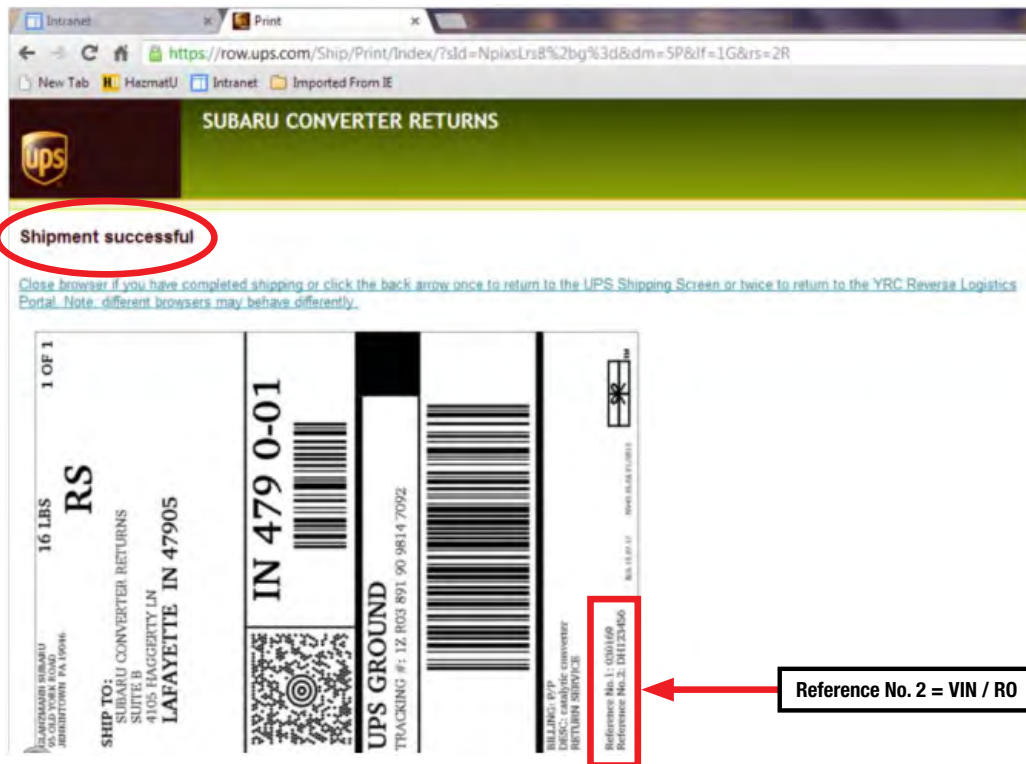 Intranet
Print
https://row.ups.com/Ship/Print/Index/?sId=NpixsLrs8%2bg%3d&dm=5P&lf=1G&rs=2R
New Tab HazmatU Intranet Imported From IE
SUBARU CONVERTER RETURNS
ups
Shipment successful
Close browser if you have completed shipping or click the back arrow once to return to the UPS Shipping Screen or twice to return to the YRC Reverse Logistics
Portal. Note: different browsers may behave differently.
GLANZMANN SUBARU
95 OLD YORK ROAD
JENKINTOWN PA 19046
16 LBS
1 OF 1
RS
SHIP TO:
SUBARU CONVERTER RETURNS
SUITE B
4105 HAGGERTY LN
LAFAYETTE IN 47905
IN 479 0-01
UPS GROUND
TRACKING #: 1Z R03 891 90 9814 7092
BILLING: P/P
DESC: catalytic converter
RETURN SERVICE
Reference No.1: 030169
Reference No.2: DH123456
Reference No. 2 = VIN / RO